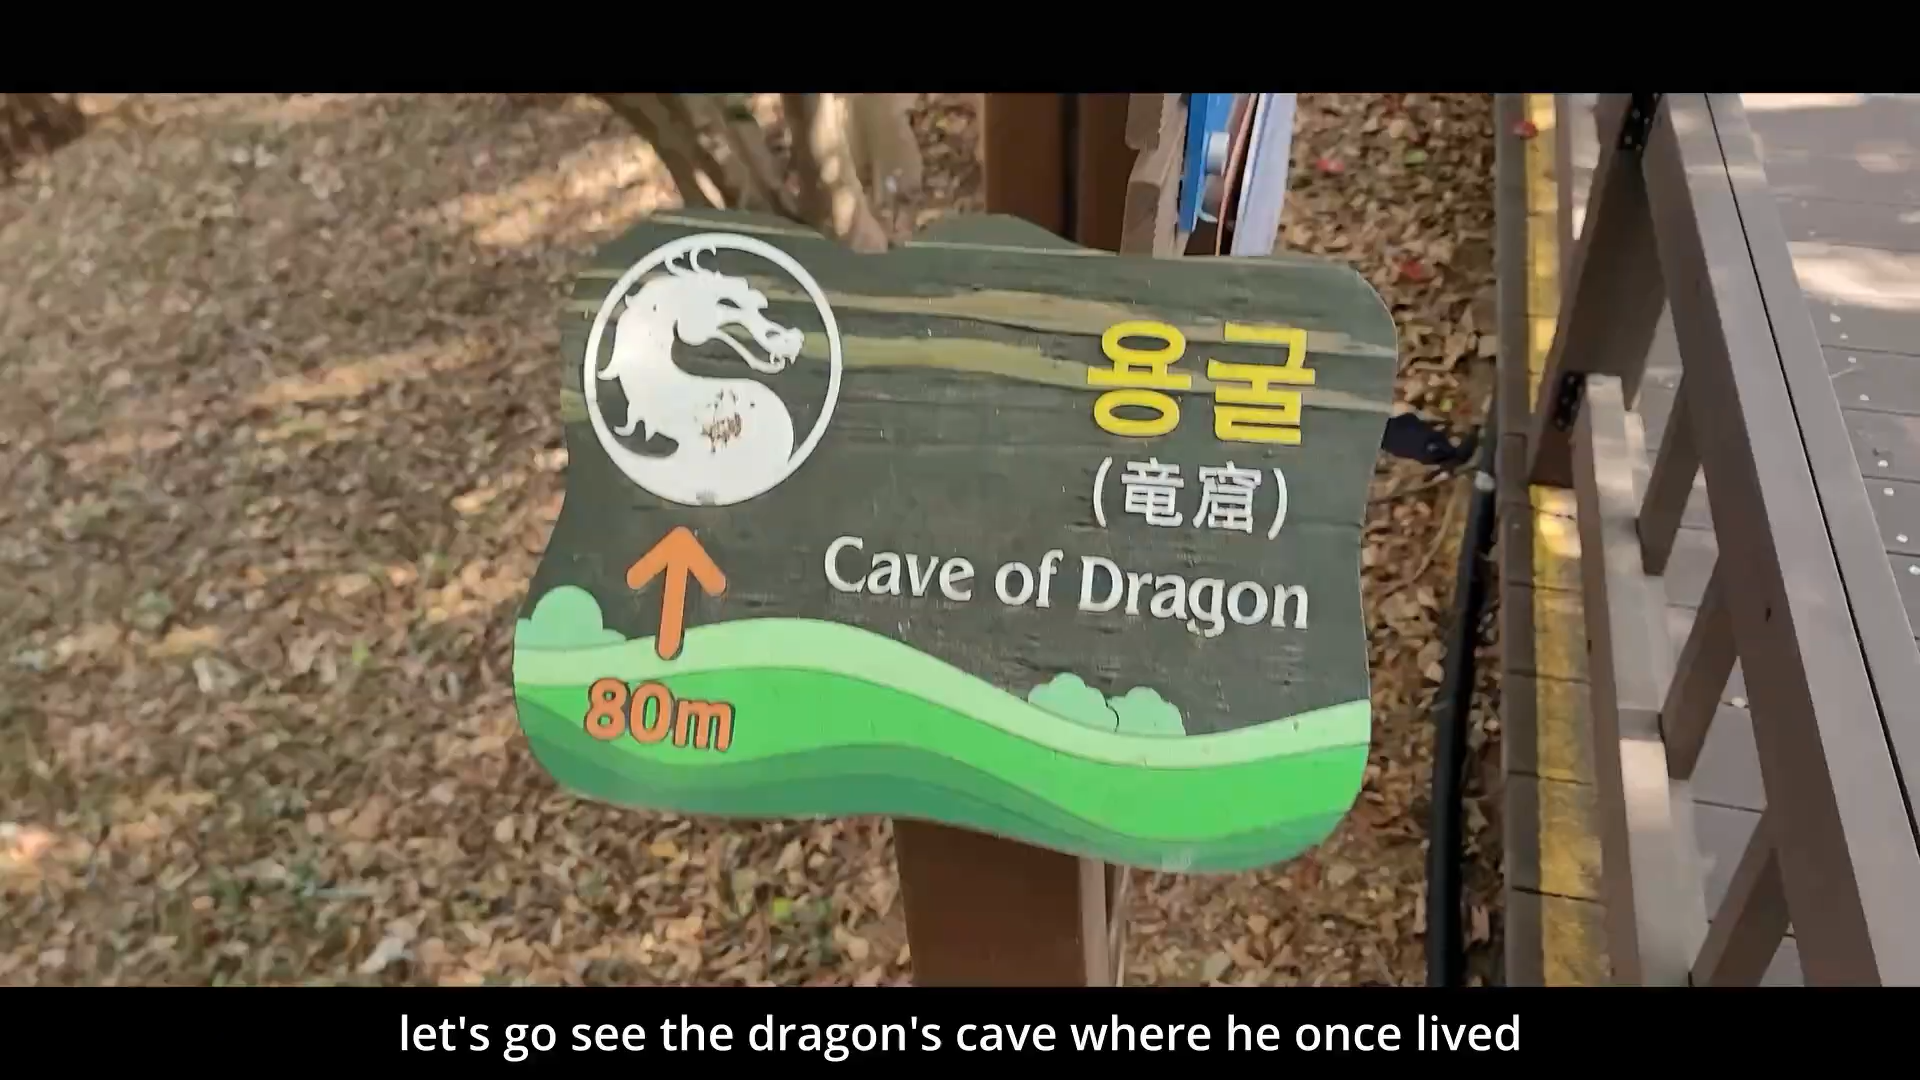 용굴
(竜窟)
Cave of Dragon
80m
let's go see the dragon's cave where he once lived